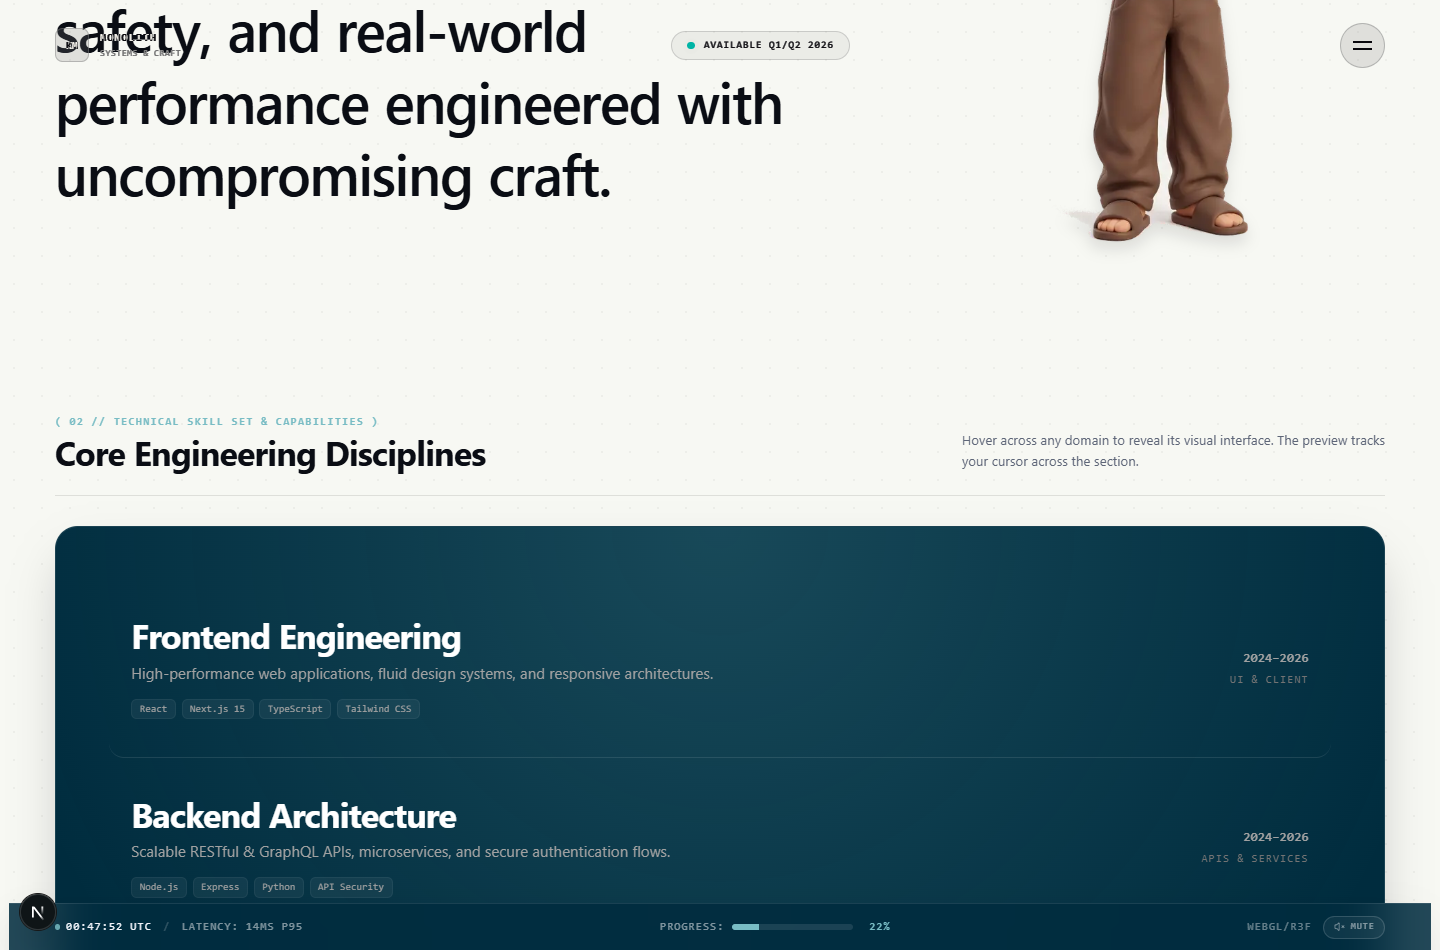 safety, and real-world
MONOLITH
SYSTEMS & CRAFT
AVAILABLE Q1/Q2 2026
performance engineered with
uncompromising craft.
( 02 // TECHNICAL SKILL SET & CAPABILITIES )
Core Engineering Disciplines
Hover across any domain to reveal its visual interface. The preview tracks
your cursor across the section.
Frontend Engineering
High-performance web applications, fluid design systems, and responsive architectures.
React Next.js 15 TypeScript Tailwind CSS
2024–2026
UI & CLIENT
Backend Architecture
Scalable RESTful & GraphQL APIs, microservices, and secure authentication flows.
Node.js Express Python API Security
2024–2026
APIS & SERVICES
N
00:47:52 UTC / LATENCY: 14MS P95
PROGRESS: 22%
WEBGL/R3F MUTE